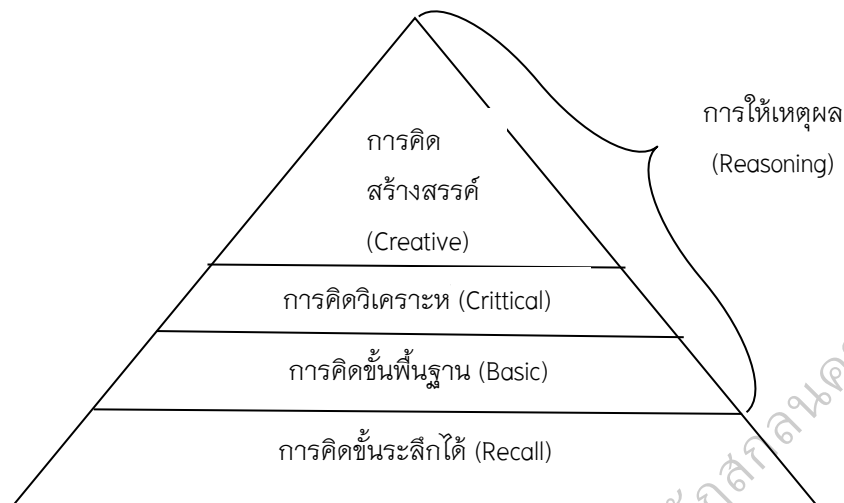 การคิด
สร้างสรรค์
(Creative)
การให้เหตุผล
(Reasoning)
การคิดวิเคราะห (Crittical)
การคิดขั้นพื้นฐาน (Basic)
การคิดขั้นระลึกได้ (Recall)